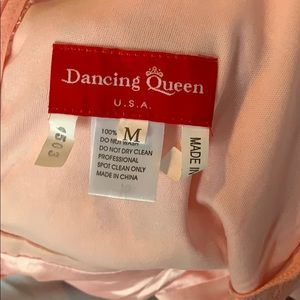 Dancing Queen
U.S.A.
M
100%
DO NOT WASH
DO NOT DRY CLEAN
PROFESSIONAL
SPOT CLEAN ONLY
MADE IN CHINA
503
MADE IN